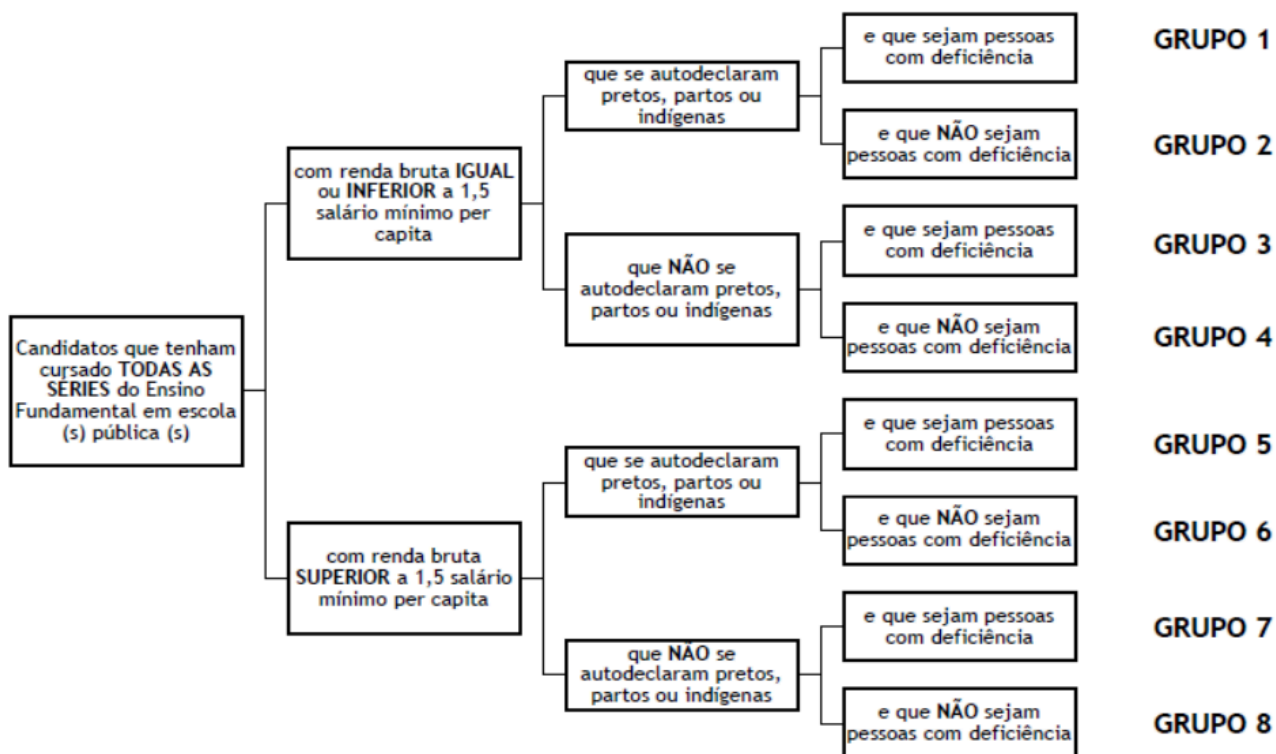 Candidatos que tenham
cursado TODAS AS
SÉRIES do Ensino
Fundamental em escola
(s) pública (s)
com renda bruta IGUAL
ou INFERIOR a 1,5
salário mínimo per
capita
que se autodeclaram
pretos, partos ou
indígenas
e que sejam pessoas
com deficiência
GRUPO 1
e que NÃO sejam
pessoas com deficiência
GRUPO 2
que NÃO se
autodeclaram pretos,
partos ou indígenas
e que sejam pessoas
com deficiência
GRUPO 3
e que NÃO sejam
pessoas com deficiência
GRUPO 4
com renda bruta
SUPERIOR a 1,5 salário
mínimo per capita
que se autodeclaram
pretos, partos ou
indígenas
e que sejam pessoas
com deficiência
GRUPO 5
e que NÃO sejam
pessoas com deficiência
GRUPO 6
que NÃO se
autodeclaram pretos,
partos ou indígenas
e que sejam pessoas
com deficiência
GRUPO 7
e que NÃO sejam
pessoas com deficiência
GRUPO 8